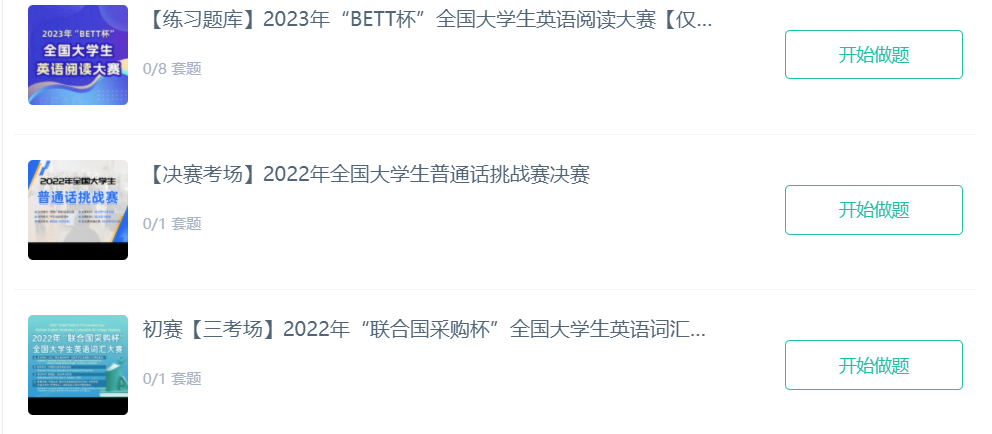 【练习题库】2023年“BETT杯”全国大学生英语阅读大赛【仅...
2023年“BETT杯”
全国大学生
英语阅读大赛
0/8 套题
开始做题
【决赛考场】2022年全国大学生普通话挑战赛决赛
2022年全国大学生
普通话挑战赛
0/1 套题
开始做题
初赛【三考场】2022年“联合国采购杯”全国大学生英语词汇...
2022年“联合国采购杯”
全国大学生英语词汇大赛
0/1 套题
开始做题